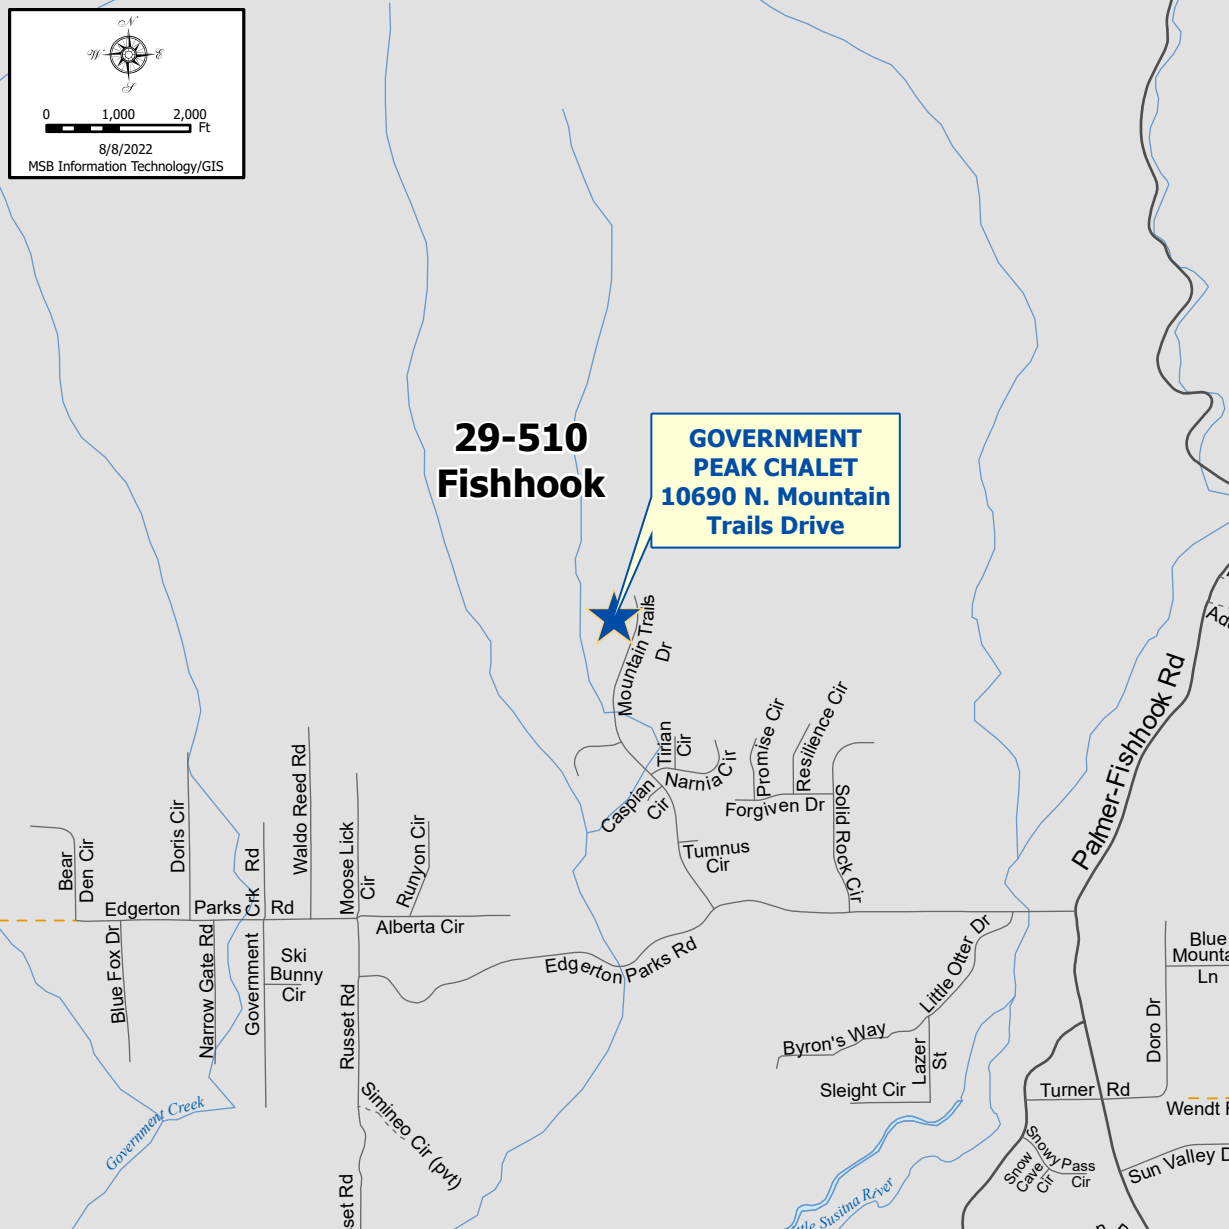 N
W E
S
0 1,000 2,000
Ft
8/8/2022
MSB Information Technology/GIS
29-510
Fishhook
GOVERNMENT
PEAK CHALET
10690 N. Mountain
Trails Drive
Mountain Trails
Dr
Palmer-Fishhook Rd
Tirian
Cir
Narnia Cir
Caspian
Cir
Promise Cir
Resilience Cir
Forgiven Dr
Solid Rock Cir
Tumnus
Cir
Waldo Reed Rd
Doris Cir
Moose Lick
Cir
Runyon Cir
Bear
Den Cir
Edgerton Parks Rd
Government Crk Rd
Alberta Cir
Blue Fox Dr
Narrow Gate Rd
Ski
Bunny
Cir
Russet Rd
Edgerton Parks Rd
Little Otter Dr
Byron's Way
Lazer
St
Sleight Cir
Blue
Mounta
Ln
Doro Dr
Turner Rd
Wendt
Simineo Cir (pvt)
Government Creek
Snowy Pass
Cir
Snow
Cave
Cir
Sun Valley D
set Rd
tle Susitna River